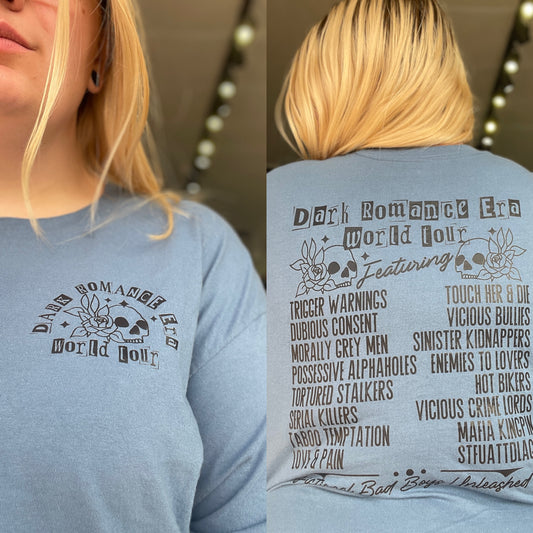 DARK ROMANCE ERA
World Tour
Dark Romance Era
World Tour
Featuring
TRIGGER WARNINGS
DUBIOUS CONSENT
MORALLY GREY MEN
POSSESSIVE ALPHAHOLES
TORTURED STALKERS
SERIAL KILLERS
TABOO TEMPTATION
LOVE & PAIN
TOUCH HER & DIE
VICIOUS BULLIES
SINISTER KIDNAPPERS
ENEMIES TO LOVERS
HOT BIKERS
VICIOUS CRIME LORDS
MAFIA KINGPIN
STFUATTDLAG
Bad Boys Unleashed